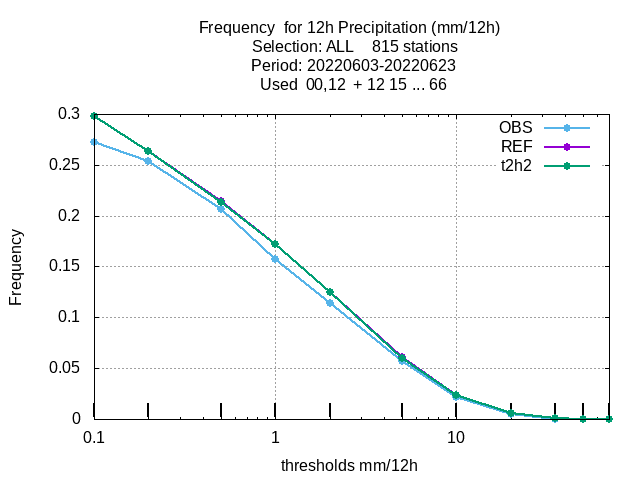 Frequency  for 12h Precipitation (mm/12h)
Selection: ALL    815 stations
Period: 20220603-20220623
Used  00,12  + 12 15 ... 66
OBS
REF
t2h2
0.3
0.25
0.2
0.15
0.1
0.05
0
Frequency
0.1 1 10
thresholds mm/12h